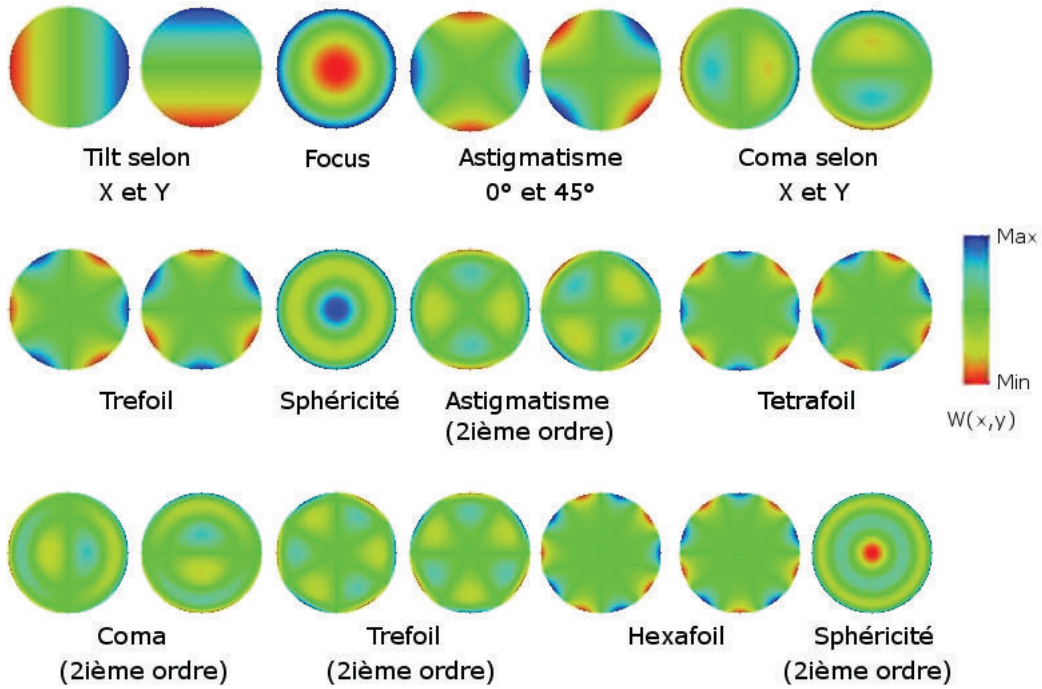 Tilt selon
X et Y
Focus
Astigmatisme
0° et 45°
Coma selon
X et Y
Max
Min
W(x,y)
Trefoil
Sphéricité
Astigmatisme
(2ième ordre)
Tetrafoil
Coma
(2ième ordre)
Trefoil
(2ième ordre)
Hexafoil
Sphéricité
(2ième ordre)